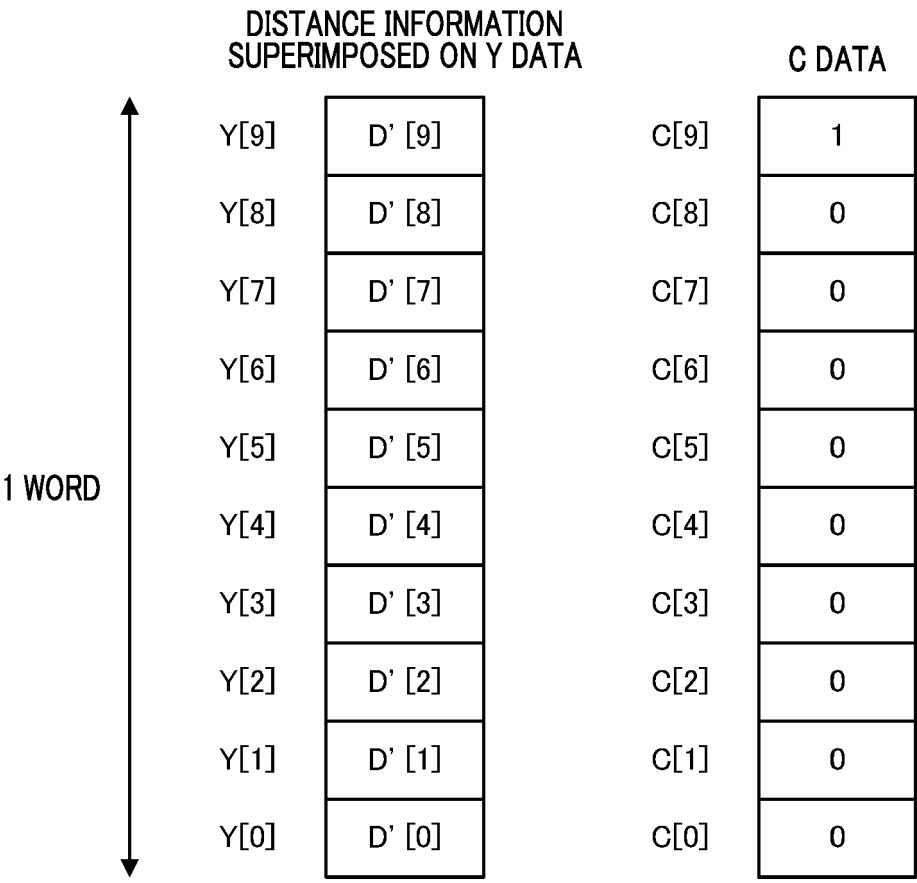 DISTANCE INFORMATION
SUPERIMPOSED ON Y DATA
C DATA
Y[9] D' [9] C[9] 1
Y[8] D' [8] C[8] 0
Y[7] D' [7] C[7] 0
Y[6] D' [6] C[6] 0
Y[5] D' [5] C[5] 0
1 WORD
Y[4] D' [4] C[4] 0
Y[3] D' [3] C[3] 0
Y[2] D' [2] C[2] 0
Y[1] D' [1] C[1] 0
Y[0] D' [0] C[0] 0